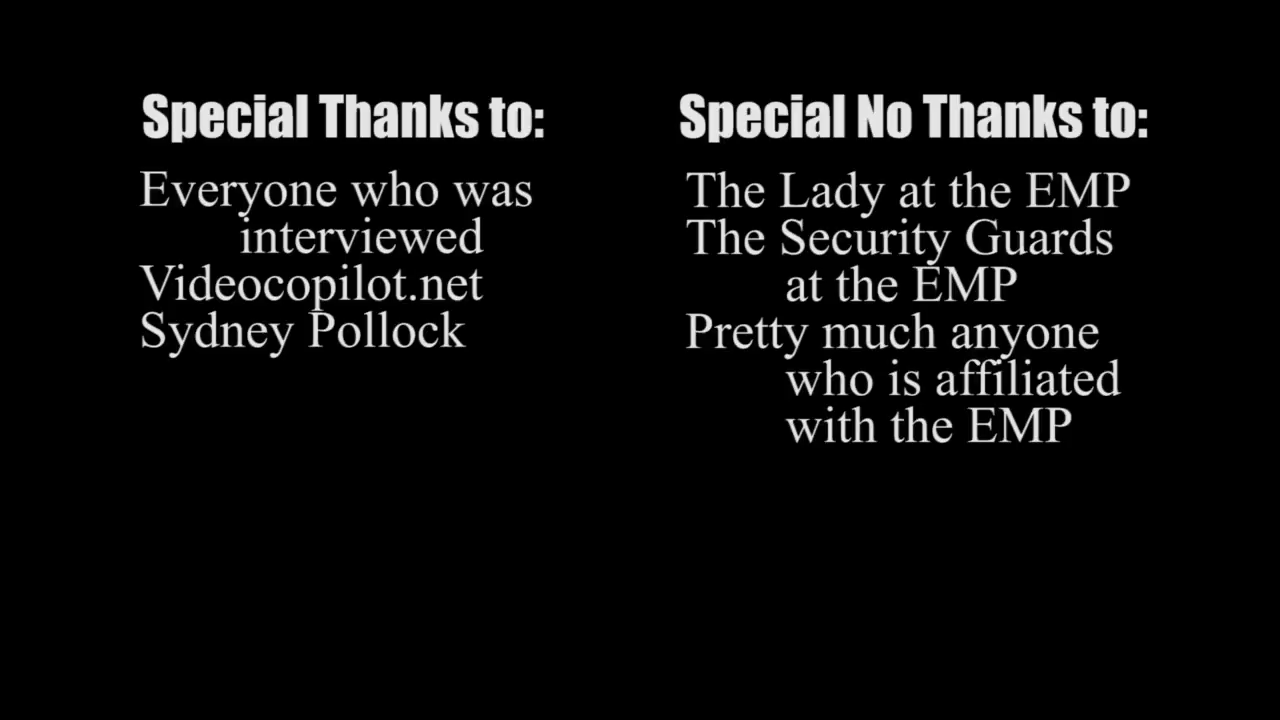 Special Thanks to:
Everyone who was
interviewed
Videocopilot.net
Sydney Pollock
Special No Thanks to:
The Lady at the EMP
The Security Guards
at the EMP
Pretty much anyone
who is affiliated
with the EMP